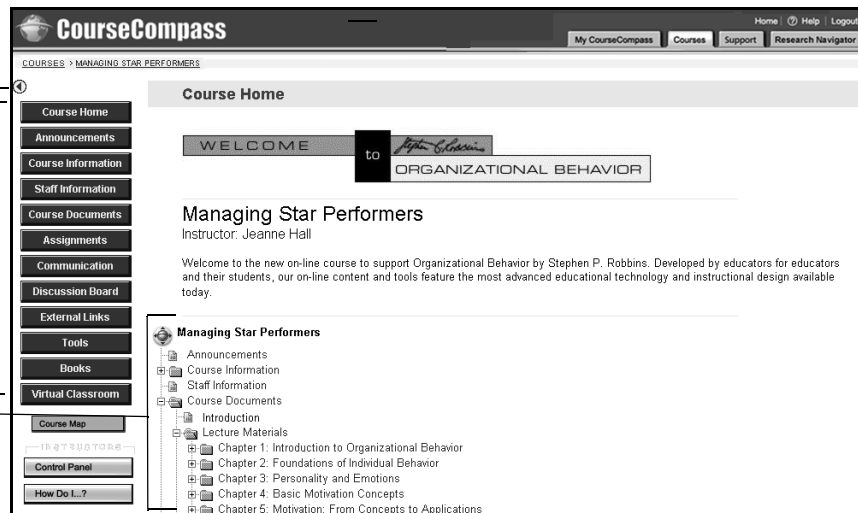 CourseCompass
Home | ? Help | Logout
My CourseCompass Courses Support Research Navigator
COURSES > MANAGING STAR PERFORMERS
Course Home
Announcements
Course Information
Staff Information
Course Documents
Assignments
Communication
Discussion Board
External Links
Tools
Books
Virtual Classroom
Course Map
INSTRUCTORS
Control Panel
How Do I...?
Course Home
WELCOME
to
Stephen P. Robbins
ORGANIZATIONAL BEHAVIOR
Managing Star Performers
Instructor: Jeanne Hall
Welcome to the new on-line course to support Organizational Behavior by Stephen P. Robbins. Developed by educators for educators
and their students, our on-line content and tools feature the most advanced educational technology and instructional design available
today.
Managing Star Performers
Announcements
Course Information
Staff Information
Course Documents
Introduction
Lecture Materials
Chapter 1: Introduction to Organizational Behavior
Chapter 2: Foundations of Individual Behavior
Chapter 3: Personality and Emotions
Chapter 4: Basic Motivation Concepts
Chapter 5: Motivation: From Concepts to Applications